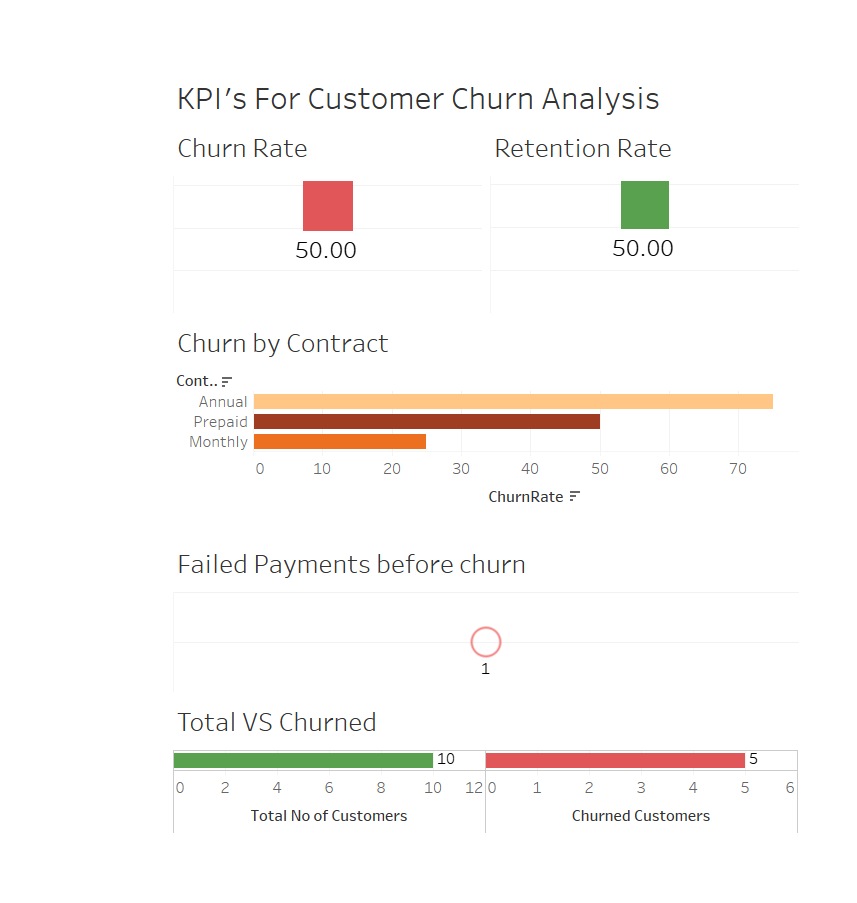 KPI’s For Customer Churn Analysis
Churn Rate
Retention Rate
50.00
50.00
Churn by Contract
Cont..
Annual
Prepaid
Monthly
0 10 20 30 40 50 60 70
ChurnRate
Failed Payments before churn
1
Total VS Churned
10
5
0 2 4 6 8 10 12
0 1 2 3 4 5 6
Total No of Customers
Churned Customers